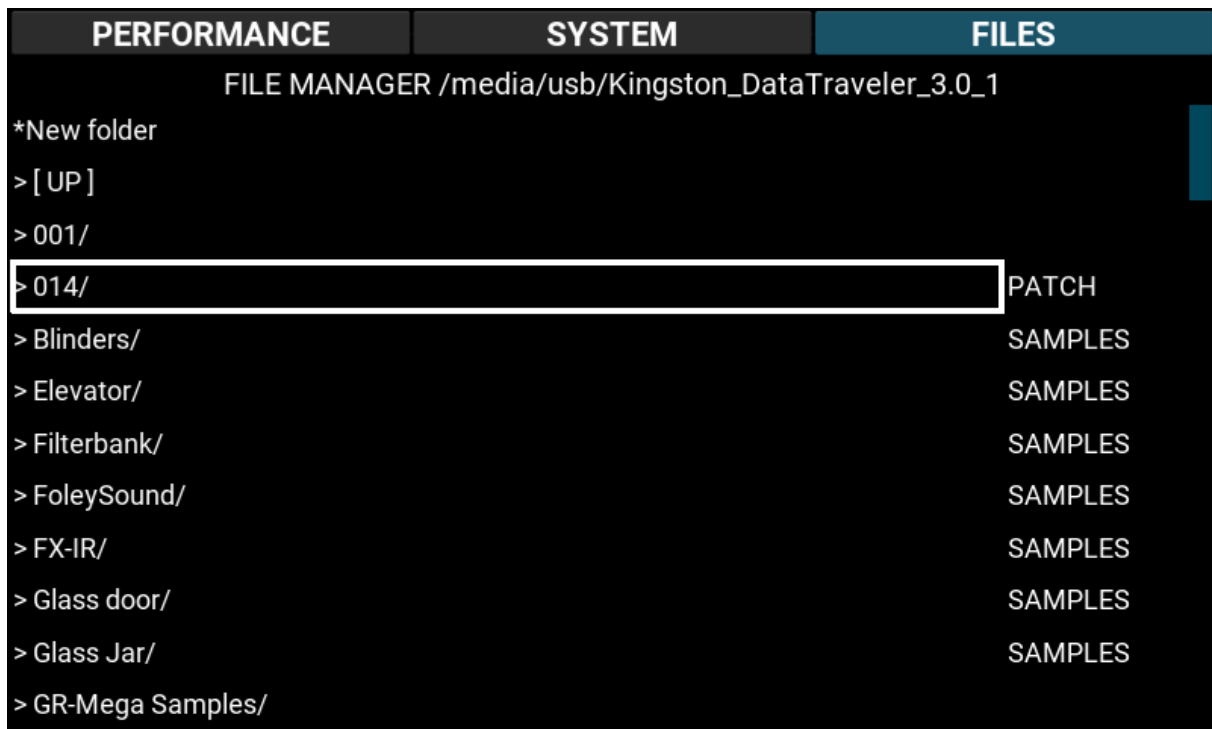 PERFORMANCE SYSTEM FILES
FILE MANAGER /media/usb/Kingston_DataTraveler_3.0_1
*New folder
> [ UP ]
> 001/
> 014/ PATCH
> Blinders/ SAMPLES
> Elevator/ SAMPLES
> Filterbank/ SAMPLES
> FoleySound/ SAMPLES
> FX-IR/ SAMPLES
> Glass door/ SAMPLES
> Glass Jar/ SAMPLES
> GR-Mega Samples/